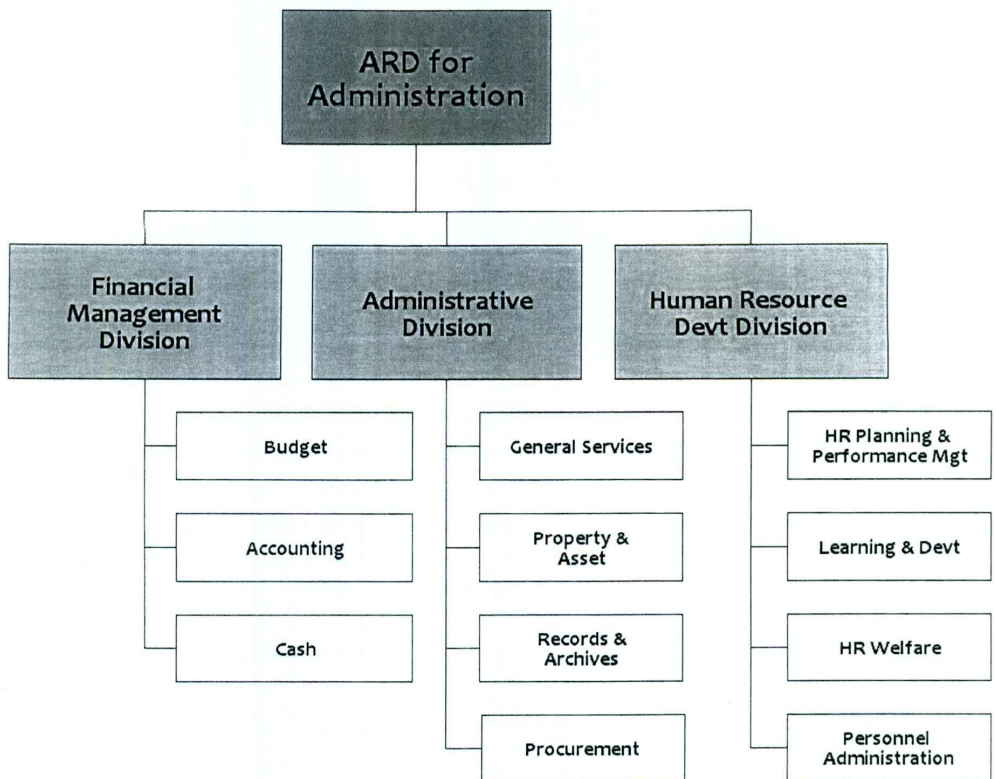 ARD for
Administration
Financial
Management
Division
Administrative
Division
Human Resource
Devt Division
Budget
Accounting
Cash
General Services
Property &
Asset
Records &
Archives
Procurement
HR Planning &
Performance Mgt
Learning & Devt
HR Welfare
Personnel
Administration